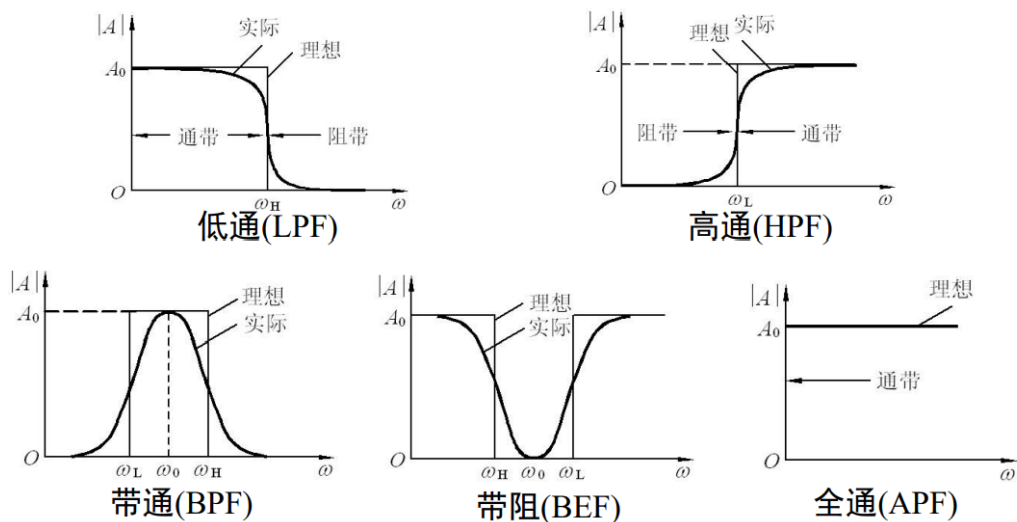 |A|
实际
理想
A₀
通带
阻带
O
ω_H
ω
低通(LPF)
|A|
理想
实际
A₀
阻带
通带
O
ω_L
ω
高通(HPF)
|A|
理想
A₀
实际
O
ω_L
ω₀
ω_H
ω
带通(BPF)
|A|
理想
A₀
实际
O
ω_H
ω₀
ω_L
ω
带阻(BEF)
|A|
理想
A₀
通带
O
ω
全通(APF)